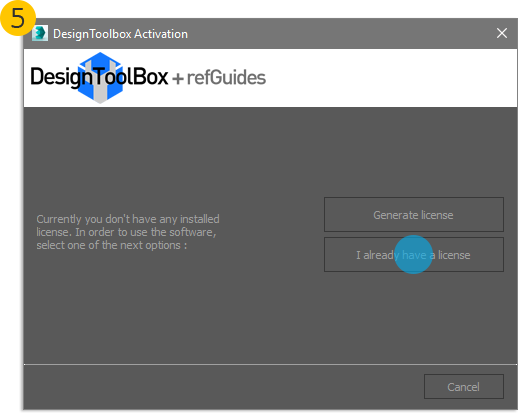 5
DesignToolbox Activation
DesignToolBox + refGuides
Currently you don't have any installed
license. In order to use the software,
select one of the next options :
Generate license
I already have a license
Cancel